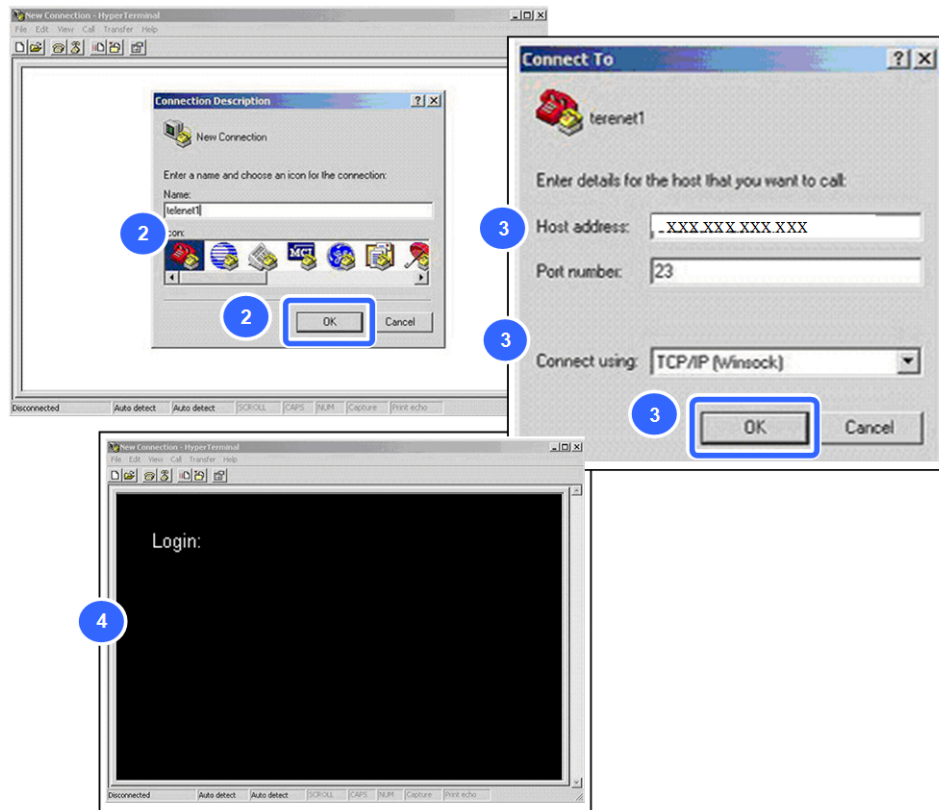 New Connection - HyperTerminal
File Edit View Call Transfer Help
Connection Description
New Connection
Enter a name and choose an icon for the connection:
Name:
telenet1
Icon:
MCI
2
2
OK Cancel
Disconnected Auto detect Auto detect SCROLL CAPS NUM Capture Print echo
Connect To
terenet1
Enter details for the host that you want to call:
3 Host address: XXX.XXX.XXX.XXX
Port number: 23
3
Connect using: TCP/IP (Winsock)
3
OK Cancel
New Connection - HyperTerminal
File Edit View Call Transfer Help
Login:
4
Disconnected Auto detect Auto detect SCROLL CAPS NUM Capture Print echo